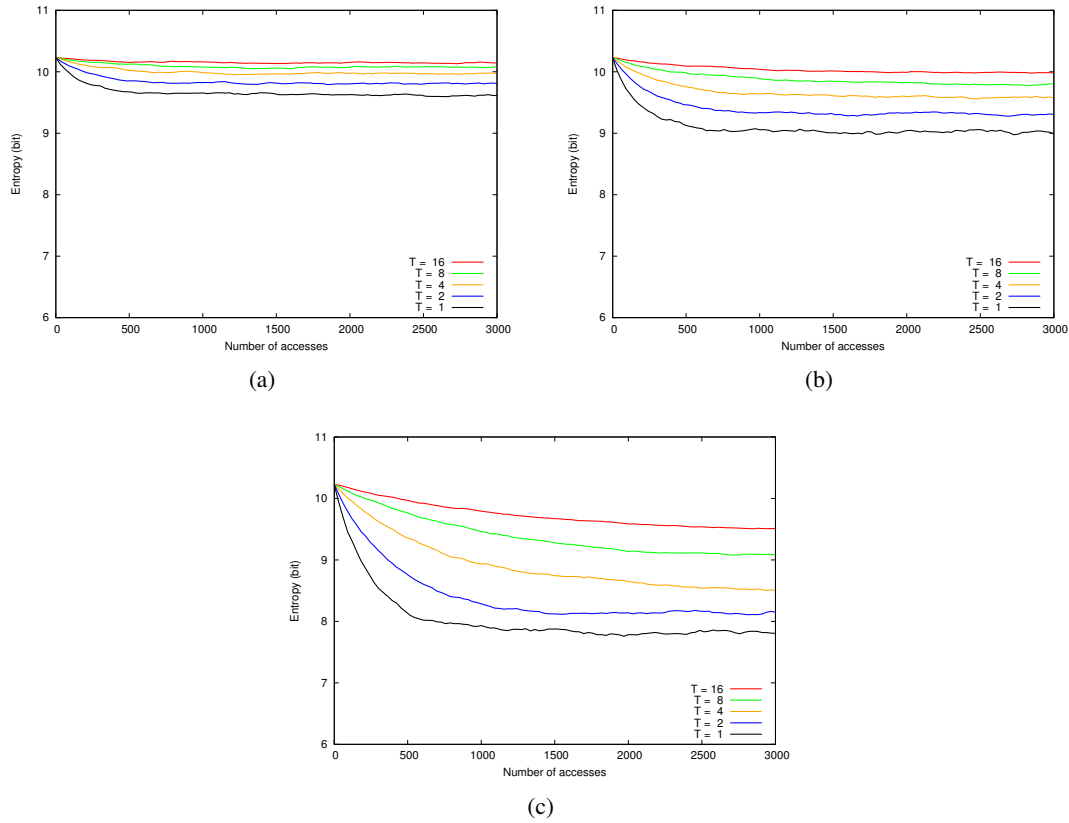 11
10
9
8
7
6
Entropy (bit)
T = 16
T = 8
T = 4
T = 2
T = 1
0 500 1000 1500 2000 2500 3000
Number of accesses
(a)
11
10
9
8
7
6
Entropy (bit)
T = 16
T = 8
T = 4
T = 2
T = 1
0 500 1000 1500 2000 2500 3000
Number of accesses
(b)
11
10
9
8
7
6
Entropy (bit)
T = 16
T = 8
T = 4
T = 2
T = 1
0 500 1000 1500 2000 2500 3000
Number of accesses
(c)